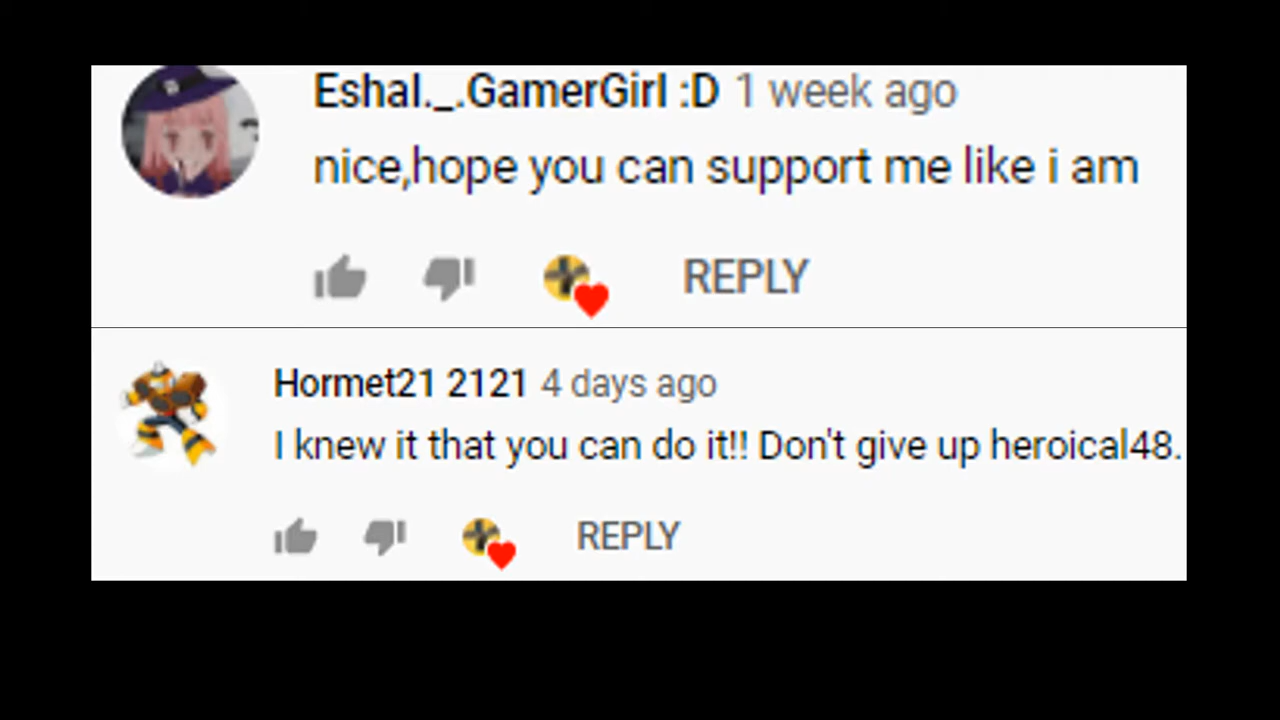 Eshal._.GamerGirl :D 1 week ago
nice,hope you can support me like i am
REPLY
Hormet21 2121 4 days ago
I knew it that you can do it!! Don't give up heroical48.
REPLY